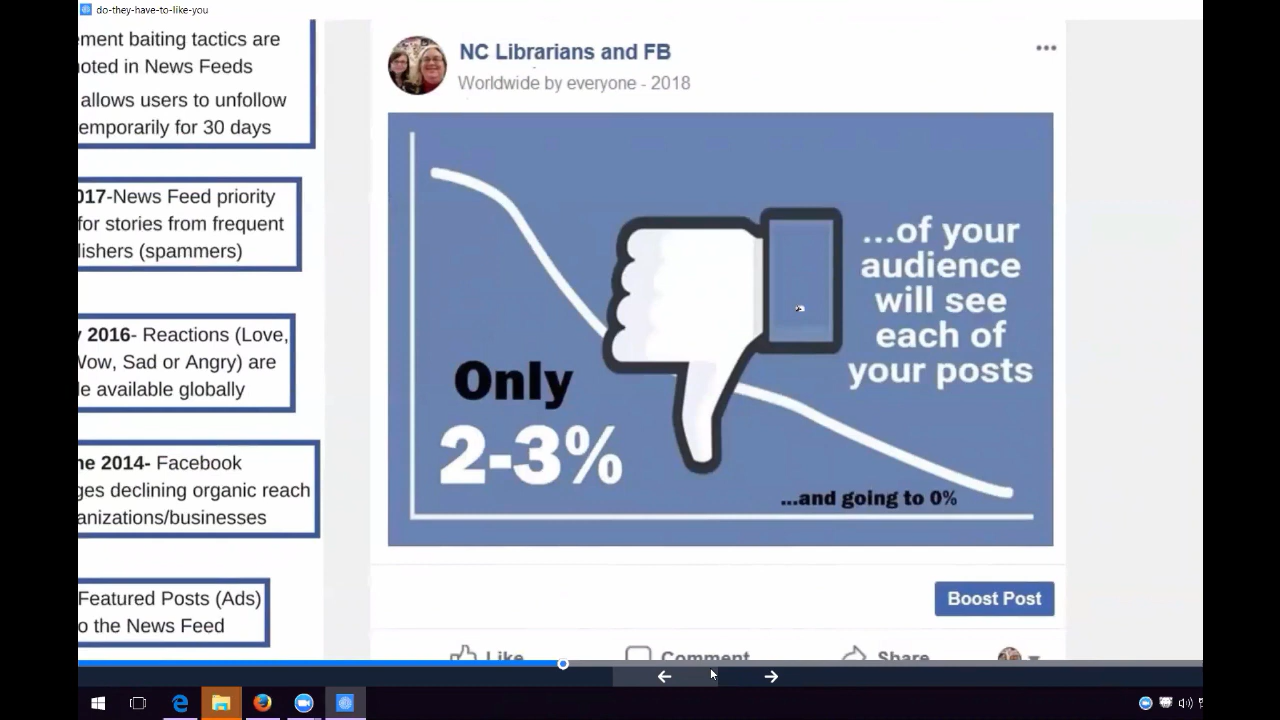 do-they-have-to-like-you
ement baiting tactics are
oted in News Feeds
allows users to unfollow
emporarily for 30 days
017-News Feed priority
for stories from frequent
lishers (spammers)
y 2016- Reactions (Love,
Wow, Sad or Angry) are
le available globally
ne 2014- Facebook
ges declining organic reach
anizations/businesses
Featured Posts (Ads)
o the News Feed
NC Librarians and FB
Worldwide by everyone - 2018
Only
2-3%
...of your
audience
will see
each of
your posts
...and going to 0%
Boost Post
Like Comment Share